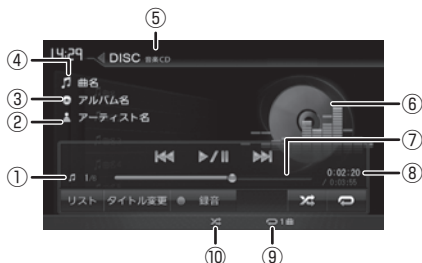 ⑤
14:29 DISC 音楽CD
④ 曲名
③ アルバム名
② アーティスト名
⑥
⑦
① 1/
0:02:20 ⑧
/ 0:03:55
リスト タイトル変更 録音
1曲
⑩ ⑨